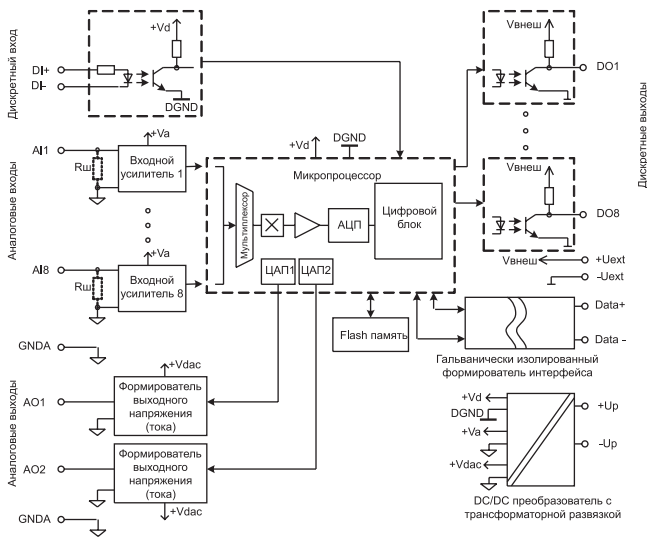 Дискретный вход
DI+
DI-
+Vd
DGND
Vвнеш
DO1
Дискретные выходы
Vвнеш
DO8
Vвнеш
+Uext
-Uext
Аналоговые входы
AI1
Rш
+Va
Входной
усилитель 1
+Va
AI8
Rш
Входной
усилитель 8
GNDA
+Vd
DGND
Микропроцессор
Мультиплексор
АЦП
Цифровой
блок
ЦАП1
ЦАП2
Flash память
Data+
Data -
Гальванически изолированный
формирователь интерфейса
Аналоговые выходы
AO1
+Vdac
Формирователь
выходного
напряжения
(тока)
AO2
Формирователь
выходного
напряжения
(тока)
+Vdac
GNDA
+Vd
DGND
+Va
+Vdac
+Up
-Up
DC/DC преобразователь с
трансформаторной развязкой